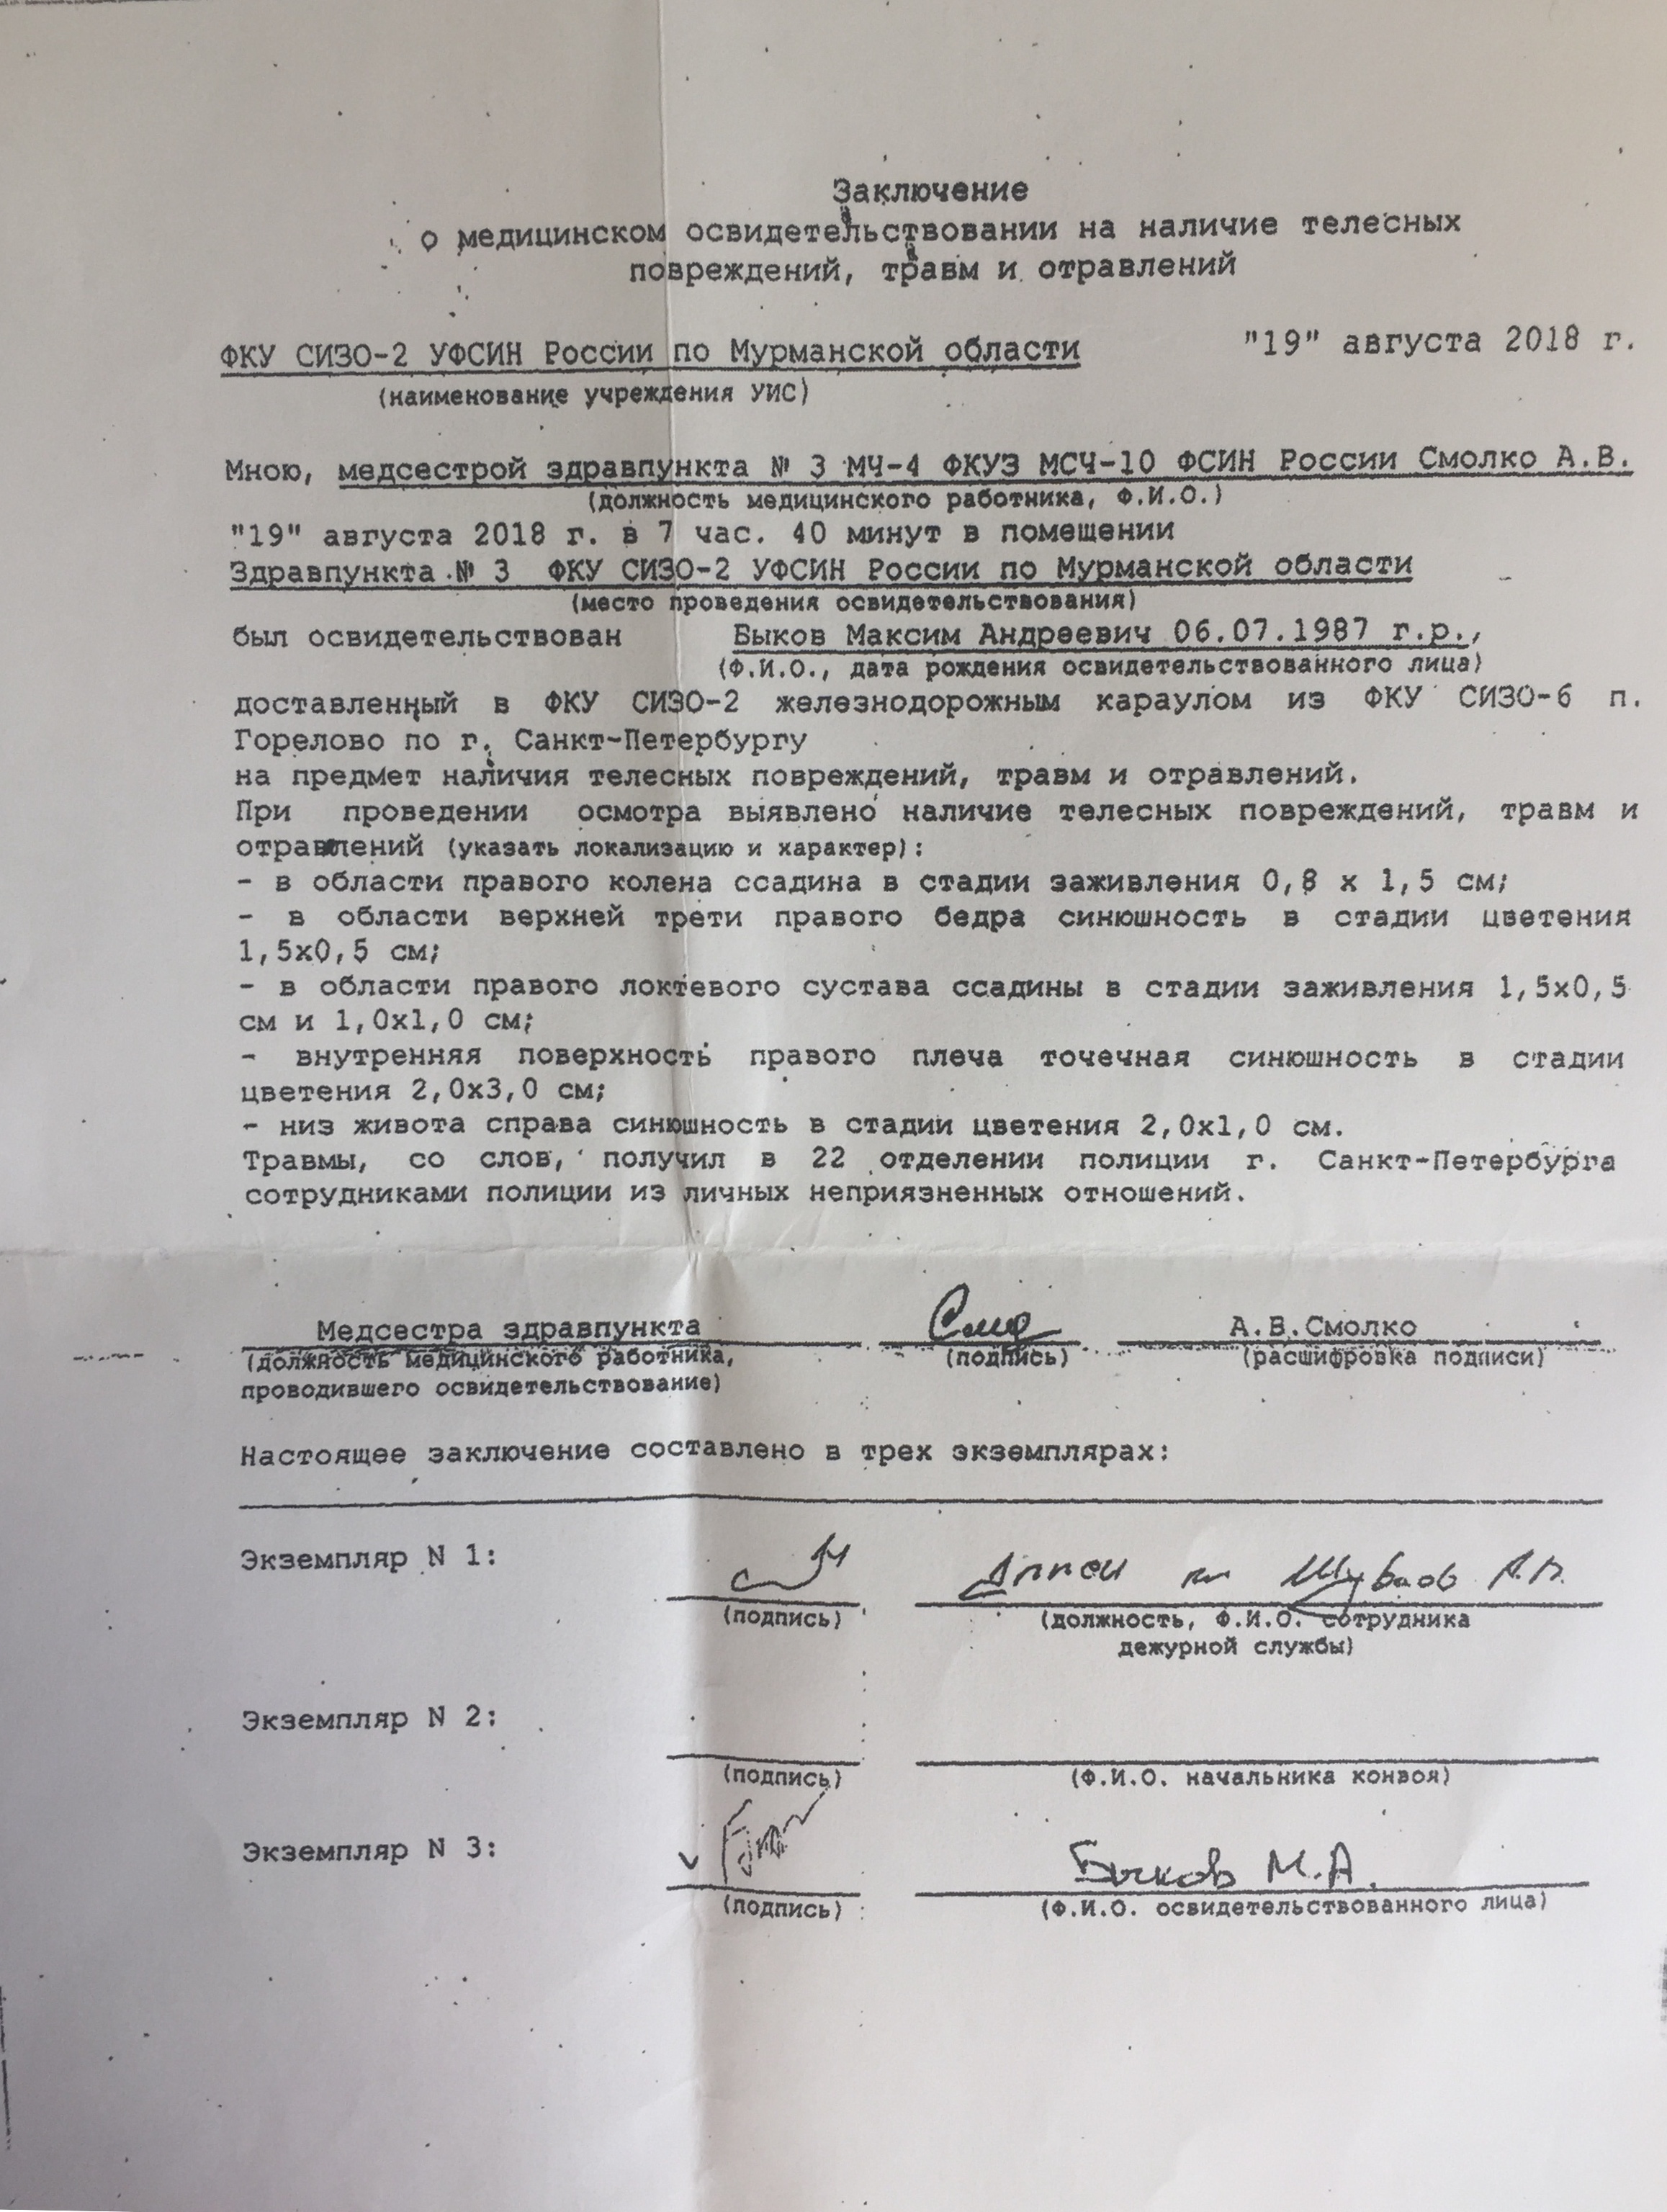 Заключение
о медицинском освидетельствовании на наличие телесных
повреждений, травм и отравлений
ФКУ СИЗО-2 УФСИН России по Мурманской области "19" августа 2018 г.
(наименование учреждения УИС)
Мною, медсестрой здравпункта № 3 МЧ-4 ФКУЗ МСЧ-10 ФСИН России Смолко А.В.
(должность медицинского работника, Ф.И.О.)
"19" августа 2018 г. в 7 час. 40 минут в помещении
Здравпункта № 3 ФКУ СИЗО-2 УФСИН России по Мурманской области
(место проведения освидетельствования)
был освидетельствован Быков Максим Андреевич 06.07.1987 г.р.,
(Ф.И.О., дата рождения освидетельствованного лица)
доставленный в ФКУ СИЗО-2 железнодорожным караулом из ФКУ СИЗО-6 п.
Горелово по г. Санкт-Петербургу
на предмет наличия телесных повреждений, травм и отравлений.
При проведении осмотра выявлено наличие телесных повреждений, травм и
отравлений (указать локализацию и характер):
- в области правого колена ссадина в стадии заживления 0,8 х 1,5 см;
- в области верхней трети правого бедра синюшность в стадии цветения
1,5х0,5 см;
- в области правого локтевого сустава ссадины в стадии заживления 1,5х0,5
см и 1,0х1,0 см;
- внутренняя поверхность правого плеча точечная синюшность в стадии
цветения 2,0х3,0 см;
- низ живота справа синюшность в стадии цветения 2,0х1,0 см.
Травмы, со слов, получил в 22 отделении полиции г. Санкт-Петербурга
сотрудниками полиции из личных неприязненных отношений.
Медсестра здравпункта А.В.Смолко
(должность медицинского работника, (подпись) (расшифровка подписи)
проводившего освидетельствование)
Настоящее заключение составлено в трех экземплярах:
Экземпляр N 1:
(подпись) (должность, Ф.И.О. сотрудника
дежурной службы)
Экземпляр N 2:
(подпись) (Ф.И.О. начальника конвоя)
Экземпляр N 3: Быков М.А.
(подпись) (Ф.И.О. освидетельствованного лица)